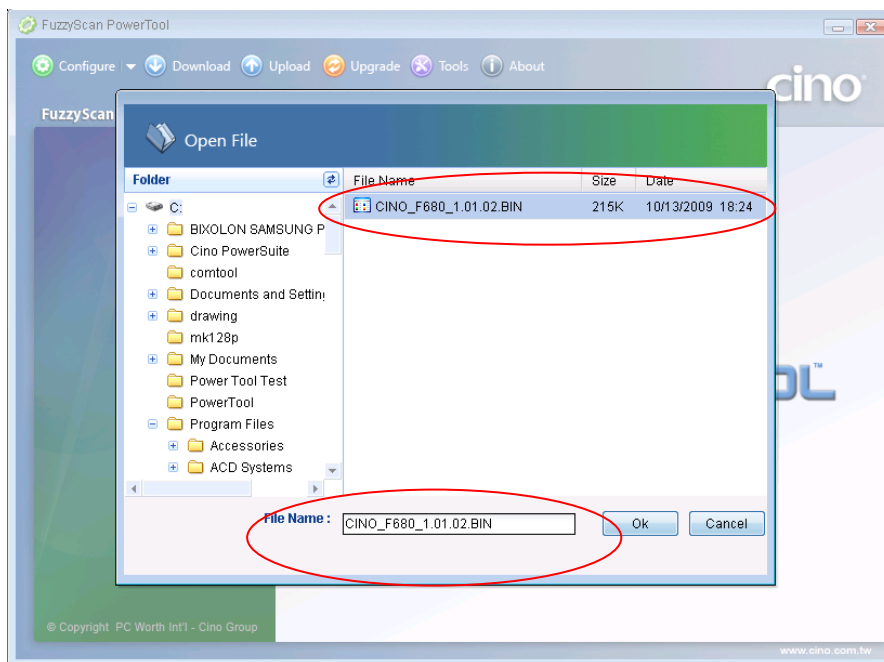 FuzzyScan PowerTool
Configure Download Upload Upgrade Tools About
cino
FuzzyScan
Open File
Folder
File Name Size Date
CINO_F680_1.01.02.BIN 215K 10/13/2009 18:24
C:
BIXOLON SAMSUNG P
Cino PowerSuite
comtool
Documents and Settin
drawing
mk128p
My Documents
Power Tool Test
PowerTool
Program Files
Accessories
ACD Systems
OL™
File Name : CINO_F680_1.01.02.BIN Ok Cancel
© Copyright PC Worth Int'l - Cino Group
www.cino.com.tw